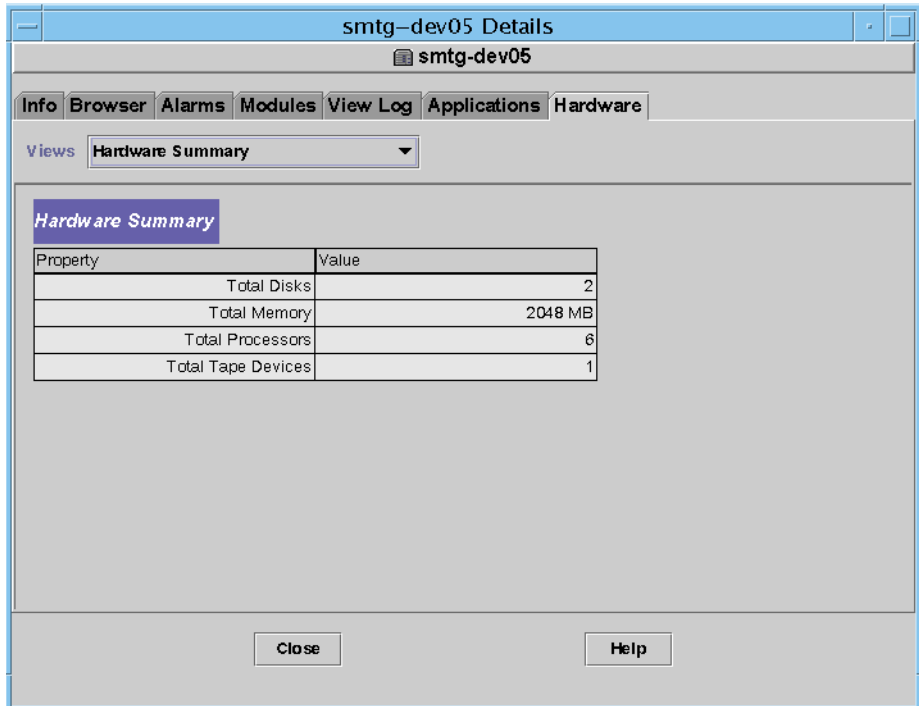 smtg–dev05 Details
smtg-dev05
Info Browser Alarms Modules View Log Applications Hardware
Views Hardware Summary
Hardware Summary
Property Value
Total Disks 2
Total Memory 2048 MB
Total Processors 6
Total Tape Devices 1
Close Help